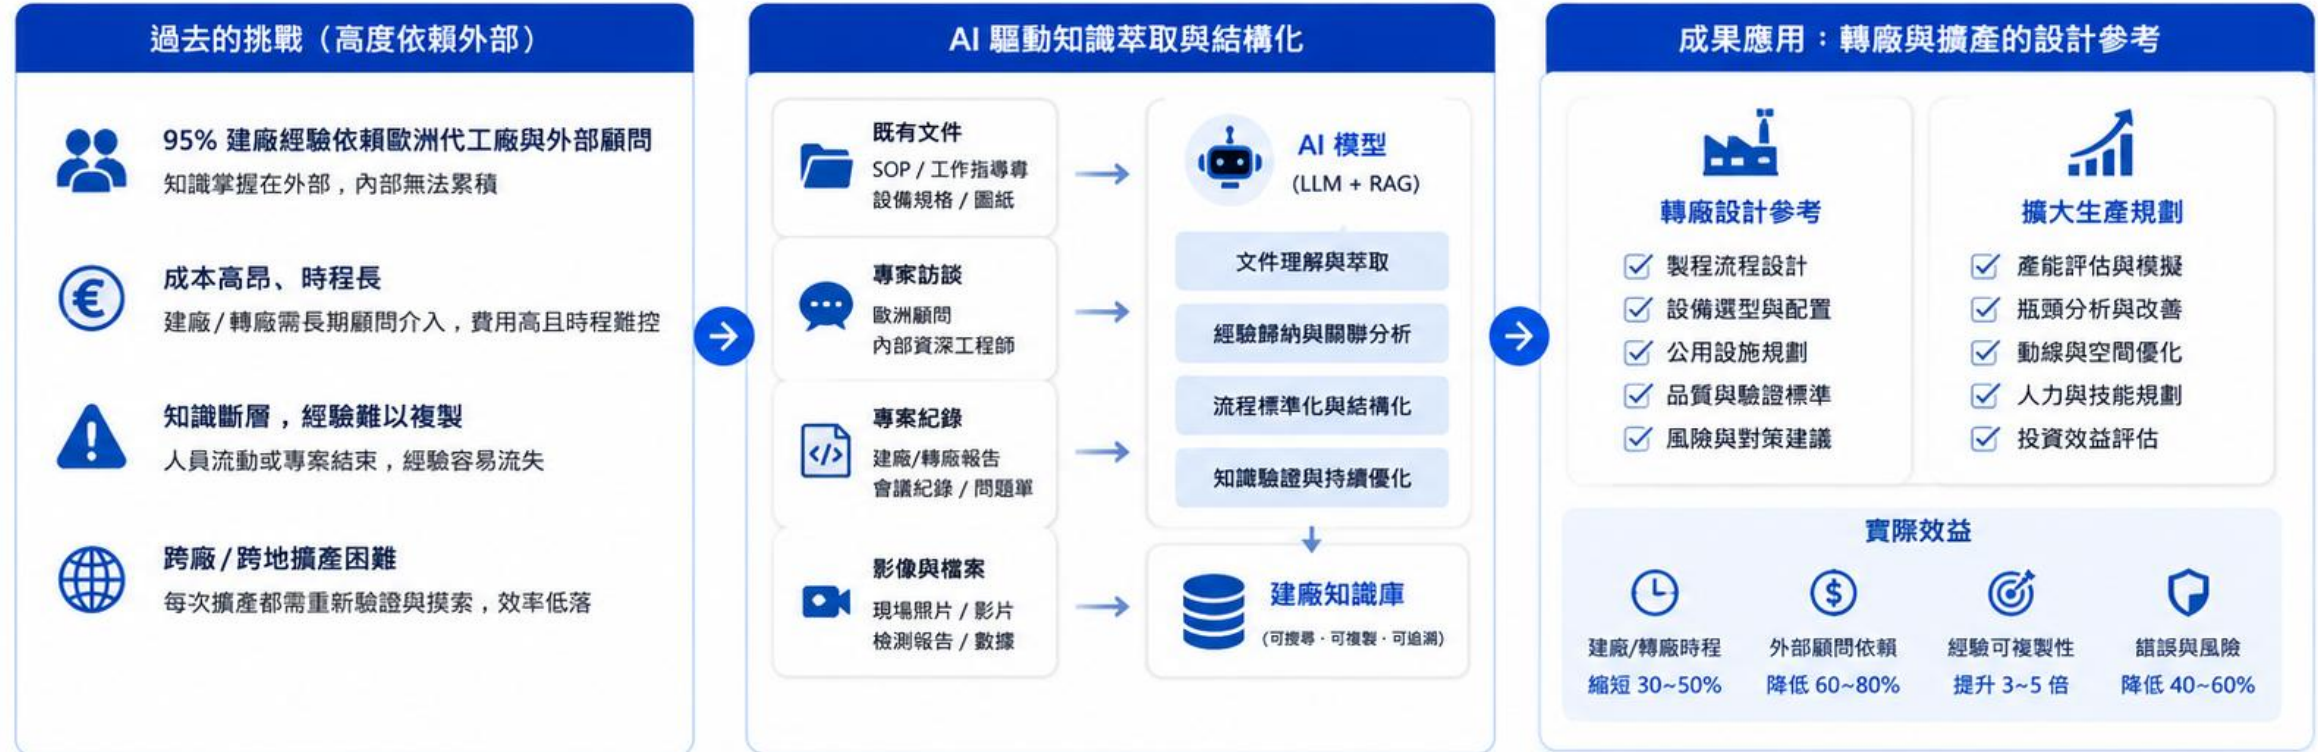 過去的挑戰（高度依賴外部）
95% 建廠經驗依賴歐洲代工廠與外部顧問
知識掌握在外部，內部無法累積
成本高昂、時程長
建廠/轉廠需長期顧問介入，費用高且時程難控
知識斷層，經驗難以複製
人員流動或專案結束，經驗容易流失
跨廠/跨地擴產困難
每次擴產都需重新驗證與摸索，效率低落
AI 驅動知識萃取與結構化
既有文件
SOP / 工作指導書
設備規格 / 圖紙
專家訪談
歐洲顧問
內部資深工程師
專案紀錄
建廠/轉廠報告
會議紀錄 / 問題單
影像與檔案
現場照片 / 影片
檢測報告 / 數據
AI 模型
(LLM + RAG)
文件理解與萃取
經驗歸納與關聯分析
流程標準化與結構化
知識驗證與持續優化
建廠知識庫
(可搜尋 · 可複製 · 可追溯)
成果應用：轉廠與擴產的設計參考
轉廠設計參考
製程流程設計
設備選型與配置
公用設施規劃
品質與驗證標準
風險與對策建議
擴大生產規劃
產能評估與模擬
瓶頸分析與改善
動線與空間優化
人力與技能規劃
投資效益評估
實際效益
建廠/轉廠時程
縮短 30~50%
外部顧問依賴
降低 60~80%
經驗可複製性
提升 3~5 倍
錯誤與風險
降低 40~60%